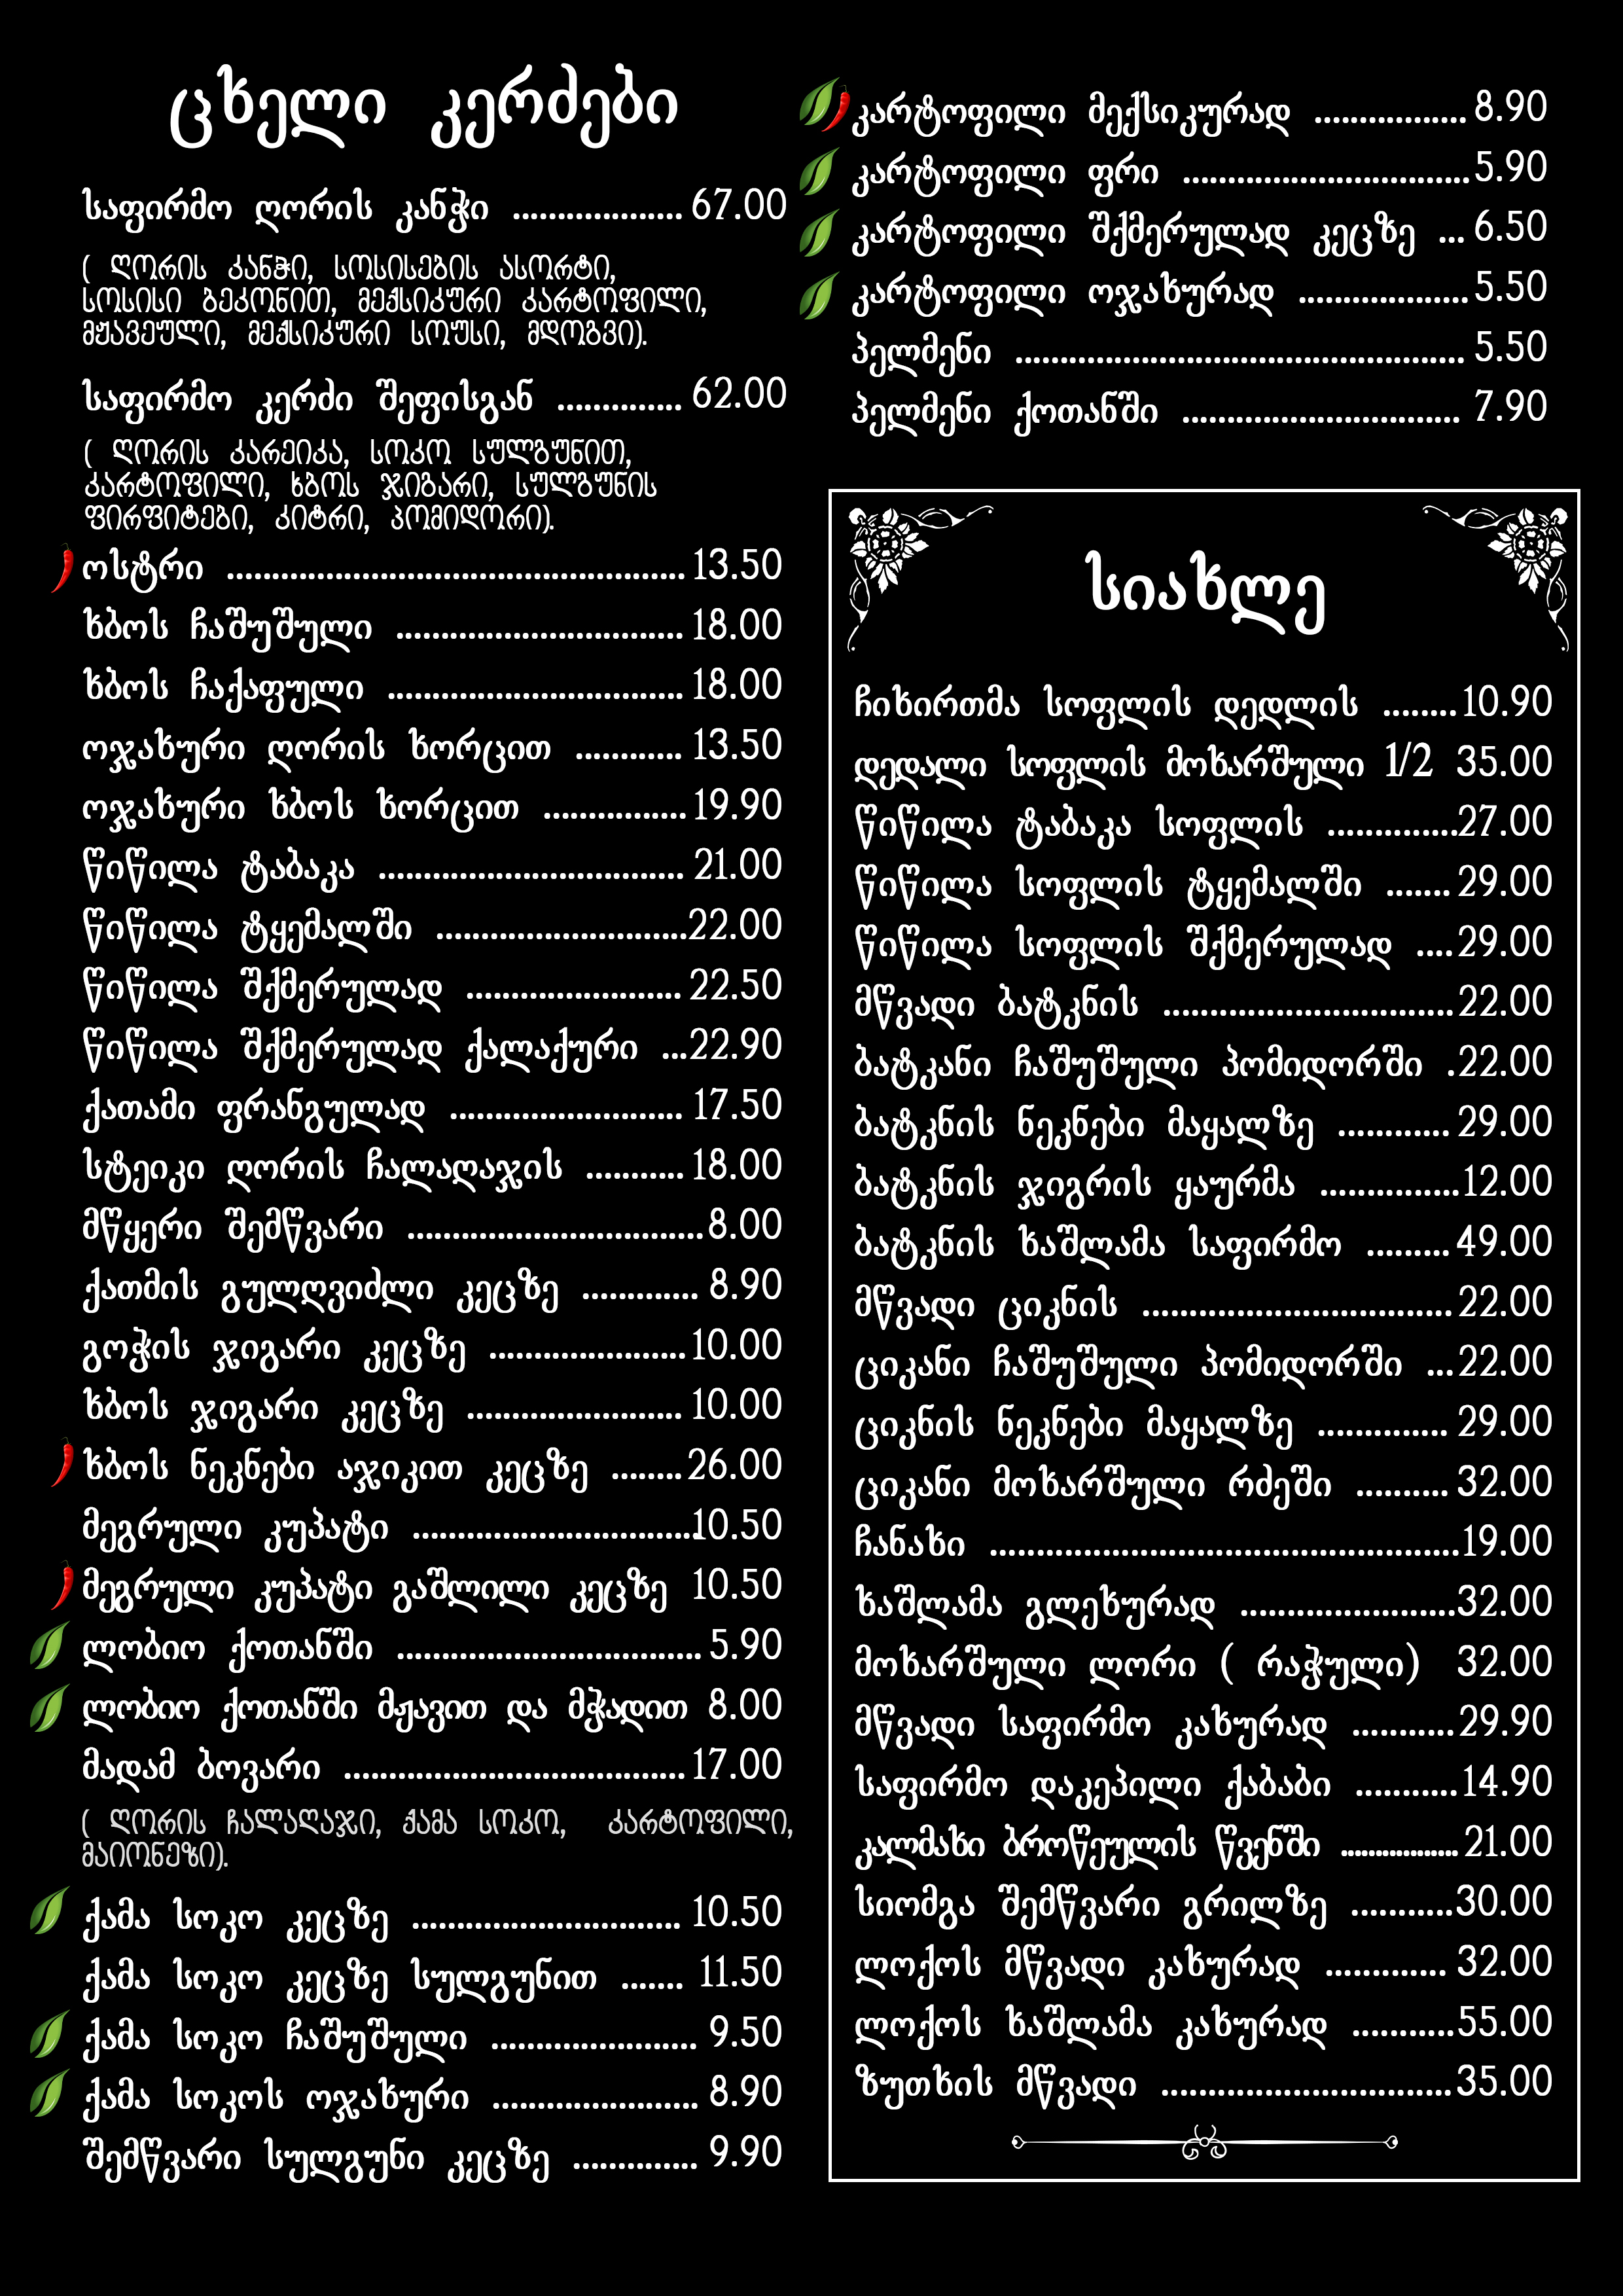 ცხელი კერძები
საფირმო ღორის კანჭი ................... 67.00
( ღორის კანჭი, სოსისების ასორტი,
სოსისი ბეკონით, მექსიკური კარტოფილი,
მჟავეული, მექსიკური სოუსი, მდოგვი).
საფირმო კერძი შეფისგან .............. 62.00
( ღორის კარეიკა, სოკო სულგუნით,
კარტოფილი, ხბოს ჯიგარი, სულგუნის
ფირფიტები, კიტრი, პომიდორი).
ოსტრი ................................................... 13.50
ხბოს ჩაშუშული ................................ 18.00
ხბოს ჩაქაფული ................................. 18.00
ოჯახური ღორის ხორცით ............ 13.50
ოჯახური ხბოს ხორცით ................ 19.90
წიწილა ტაბაკა .................................. 21.00
წიწილა ტყემალში ............................22.00
წიწილა შქმერულად ........................ 22.50
წიწილა შქმერულად ქალაქური ...22.90
ქათამი ფრანგულად .......................... 17.50
სტეიკი ღორის ჩალაღაჯის ........... 18.00
მწყერი შემწვარი ................................. 8.00
ქათმის გულღვიძლი კეცზე ............. 8.90
გოჭის ჯიგარი კეცზე ...................... 10.00
ხბოს ჯიგარი კეცზე ........................ 10.00
ხბოს ნეკნები აჯიკით კეცზე ........ 26.00
მეგრული კუპატი ................................10.50
მეგრული კუპატი გაშლილი კეცზე 10.50
ლობიო ქოთანში .................................. 5.90
ლობიო ქოთანში მჟავით და მჭადით 8.00
მადამ ბოვარი ...................................... 17.00
( ღორის ჩალაღაჯი, ქამა სოკო, კარტოფილი,
მაიონეზი).
ქამა სოკო კეცზე .............................. 10.50
ქამა სოკო კეცზე სულგუნით ....... 11.50
ქამა სოკო ჩაშუშული ....................... 9.50
ქამა სოკოს ოჯახური ....................... 8.90
შემწვარი სულგუნი კეცზე .............. 9.90
კარტოფილი მექსიკურად ................. 8.90
კარტოფილი ფრი ................................ 5.90
კარტოფილი შქმერულად კეცზე ... 6.50
კარტოფილი ოჯახურად ................... 5.50
პელმენი .................................................. 5.50
პელმენი ქოთანში ............................... 7.90
სიახლე
ჩიხირთმა სოფლის დედლის ........10.90
დედალი სოფლის მოხარშული 1/2 35.00
წიწილა ტაბაკა სოფლის ...............27.00
წიწილა სოფლის ტყემალში ....... 29.00
წიწილა სოფლის შქმერულად ....29.00
მწვადი ბატკნის ................................ 22.00
ბატკანი ჩაშუშული პომიდორში .22.00
ბატკნის ნეკნები მაყალზე ............ 29.00
ბატკნის ჯიგრის ყაურმა ................12.00
ბატკნის ხაშლამა საფირმო ......... 49.00
მწვადი ციკნის .................................. 22.00
ციკანი ჩაშუშული პომიდორში ...22.00
ციკნის ნეკნები მაყალზე .............. 29.00
ციკანი მოხარშული რძეში .......... 32.00
ჩანახი ....................................................19.00
ხაშლამა გლეხურად ........................32.00
მოხარშული ლორი ( რაჭული) 32.00
მწვადი საფირმო კახურად ........... 29.90
საფირმო დაკეპილი ქაბაბი ...........14.90
კალმახი ბროწეულის წვენში .................. 21.00
სიომგა შემწვარი გრილზე ...........30.00
ლოქოს მწვადი კახურად ............. 32.00
ლოქოს ხაშლამა კახურად ...........55.00
ზუთხის მწვადი ................................ 35.00